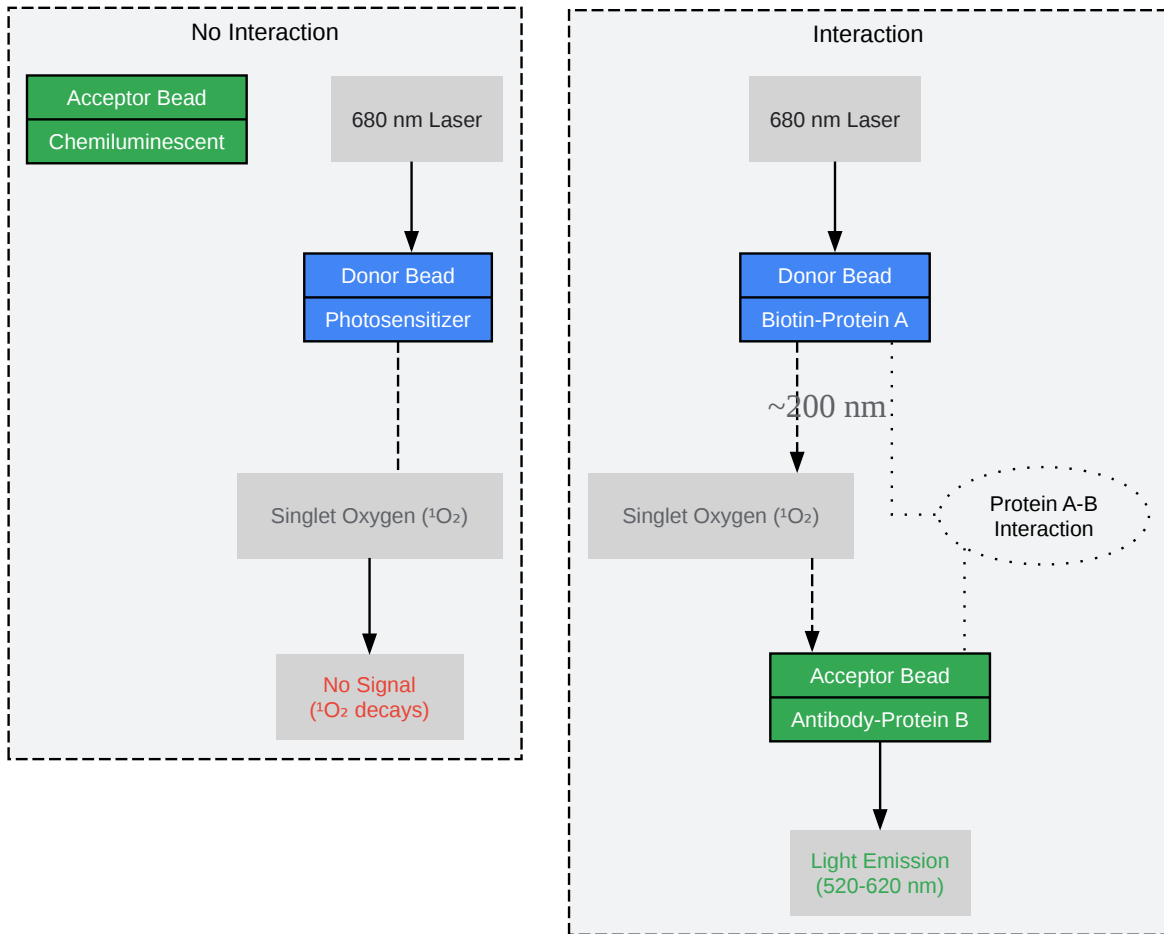 No Interaction
Acceptor Bead
Chemiluminescent
680 nm Laser
Donor Bead
Photosensitizer
Singlet Oxygen (¹O₂)
No Signal
(¹O₂ decays)
Interaction
680 nm Laser
Donor Bead
Biotin-Protein A
~200 nm
Singlet Oxygen (¹O₂)
Protein A-B
Interaction
Acceptor Bead
Antibody-Protein B
Light Emission
(520-620 nm)